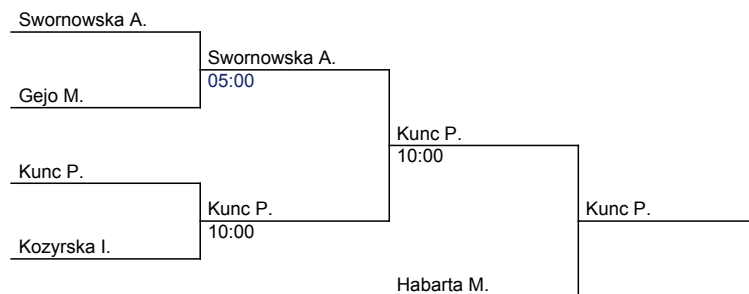 Swornowska A.
Swornowska A.
05:00
Gejo M.
Kunc P.
10:00
Kunc P.
Kunc P.
Kunc P.
10:00
Kozyrska I.
Habarta M.